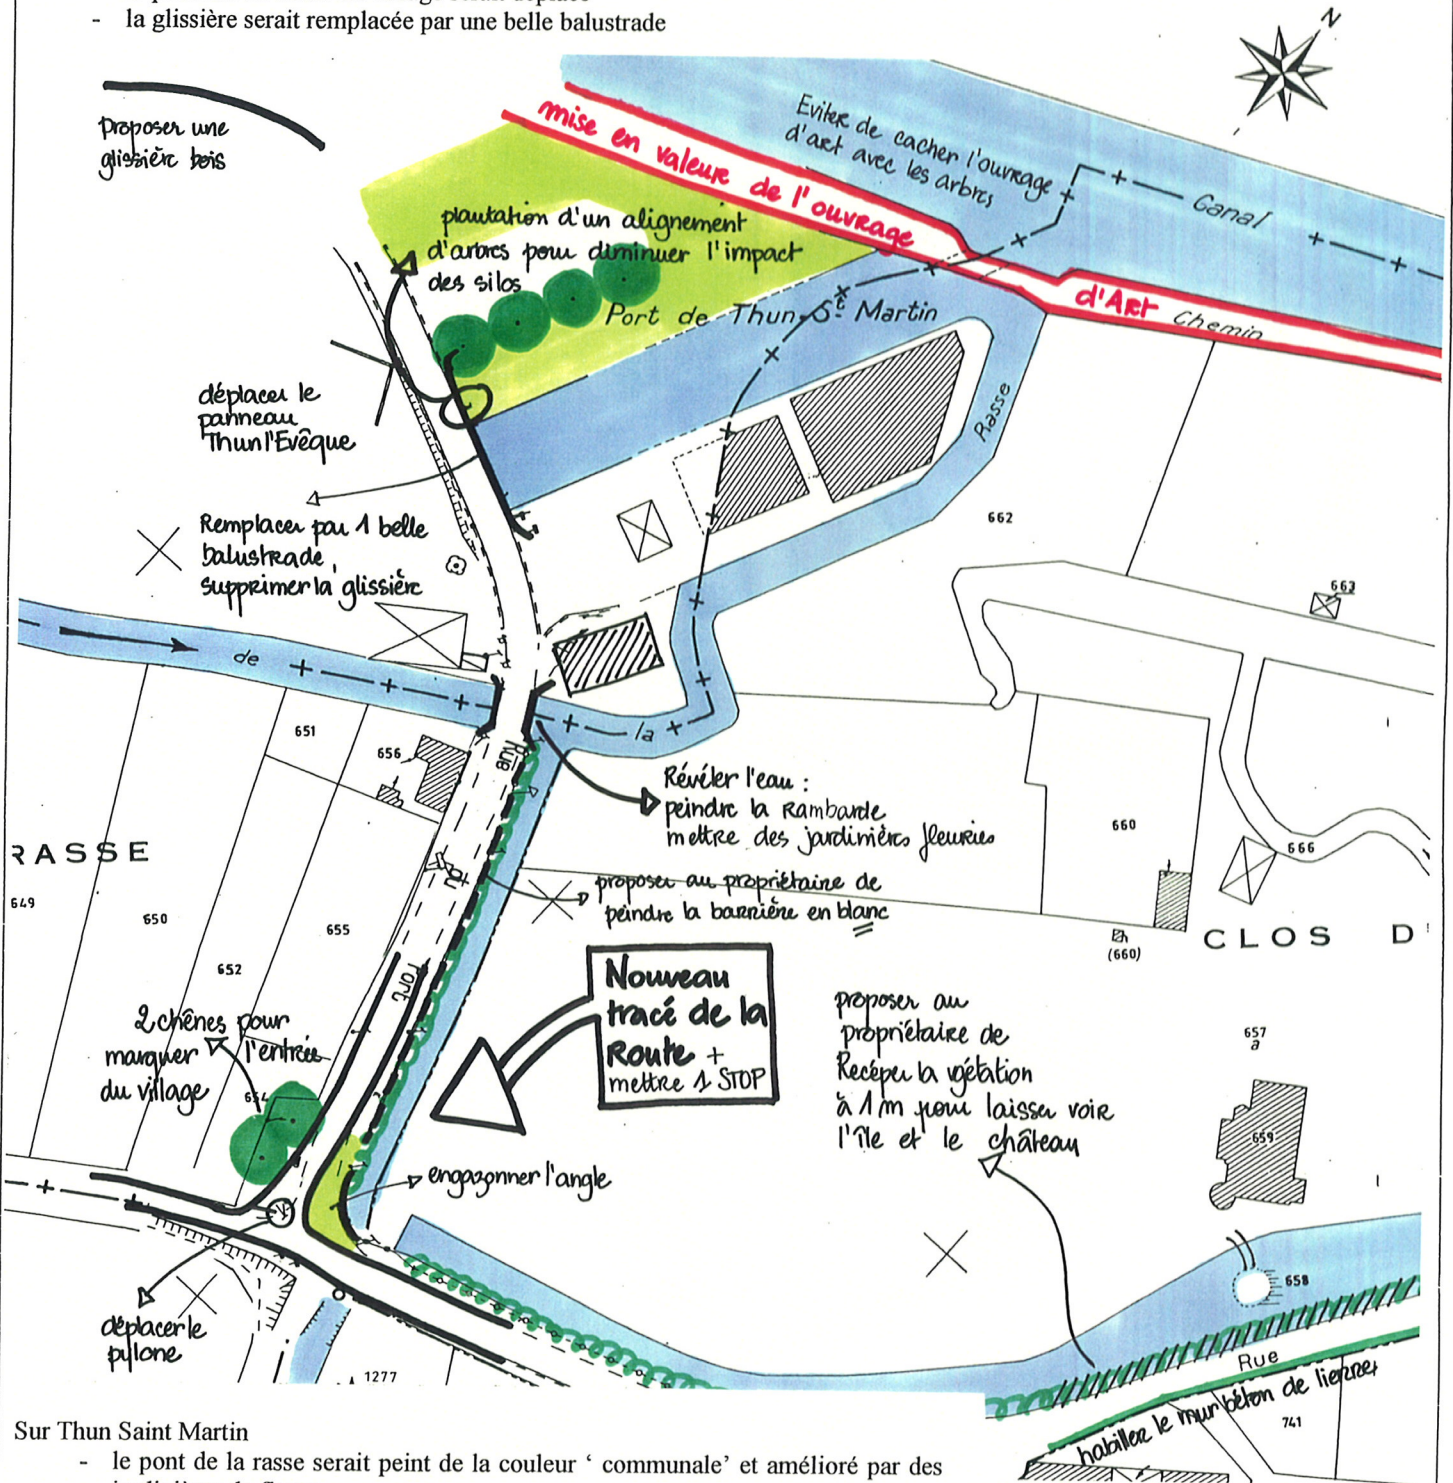 - la glissière serait remplacée par une belle balustrade
N
proposer une
glissière bois
mise en valeur de l'ouvrage
d'Art
Eviter de cacher l'ouvrage
d'art avec les arbres
Canal
Chemin
plantation d'un alignement
d'arbres pour diminuer l'impact
des silos
Port de Thun St Martin
Rasse
déplacer le
panneau
Thun l'Evêque
Remplacer par 1 belle
balustrade,
supprimer la glissière
662
663
de
la
651
656
Rue
du
Port
Révéler l'eau :
peindre la Rambarde
mettre des jardinières fleuries
660
666
RASSE
649
650
655
652
proposer au propriétaire de
peindre la barrière en blanc
(660)
CLOS D'
Nouveau
tracé de la
Route +
mettre 1 STOP
proposer au
propriétaire de
Recéper la végétation
à 1 m pour laisser voir
l'île et le château
657
a
659
2 chênes pour
marquer l'entrée
du village
654
engazonner l'angle
658
déplacer le
pylone
1277
Rue
habiller le mur béton de lierre
741
Sur Thun Saint Martin
- le pont de la rasse serait peint de la couleur ‘ communale’ et amélioré par des